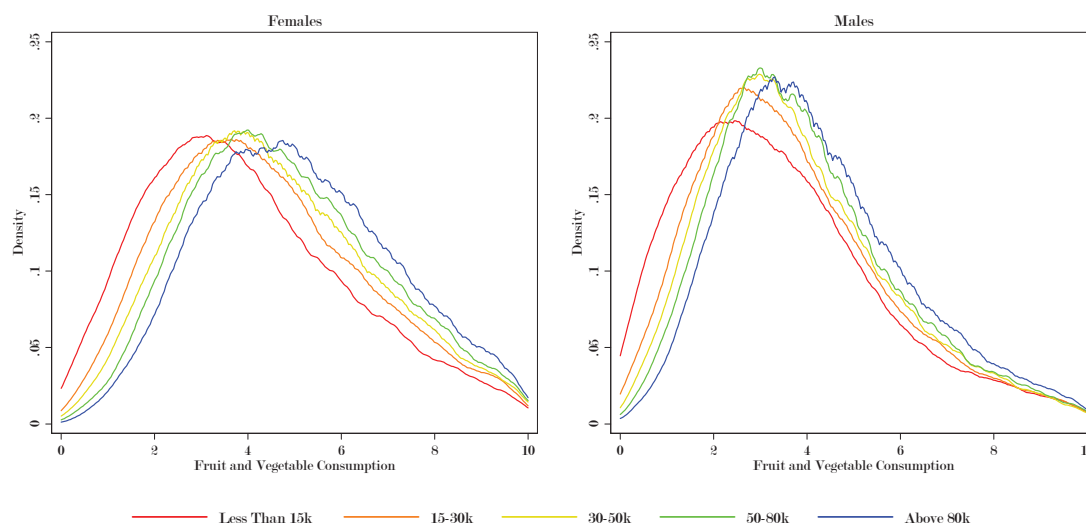 Females
Males
Density
.25
.2
.15
.1
.05
0
0 2 4 6 8 10
Fruit and Vegetable Consumption
Density
.25
.2
.15
.1
.05
0
0 2 4 6 8 1
Fruit and Vegetable Consumption
Less Than 15k 15-30k 30-50k 50-80k Above 80k